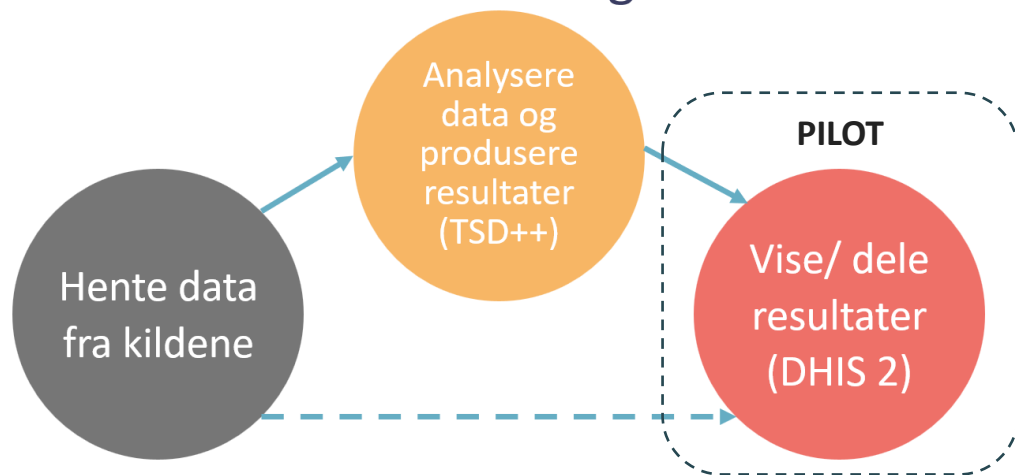 Analysere
data og
produsere
resultater
(TSD++)
PILOT
Hente data
fra kildene
Vise/ dele
resultater
(DHIS 2)